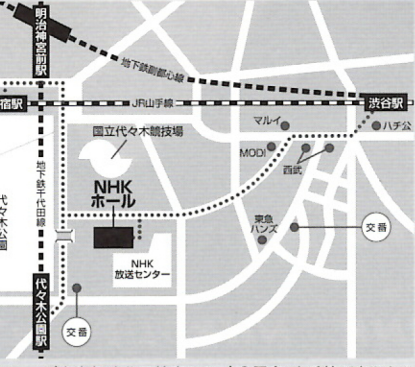 明治神宮前駅
地下鉄副都心線
宿駅
JR山手線
渋谷駅
ハチ公
マルイ
国立代々木競技場
MODI
西武
地下鉄千代田線
代々木公園
NHK
ホール
東急
ハンズ
交番
NHK
放送センター
代々木公園駅
交番